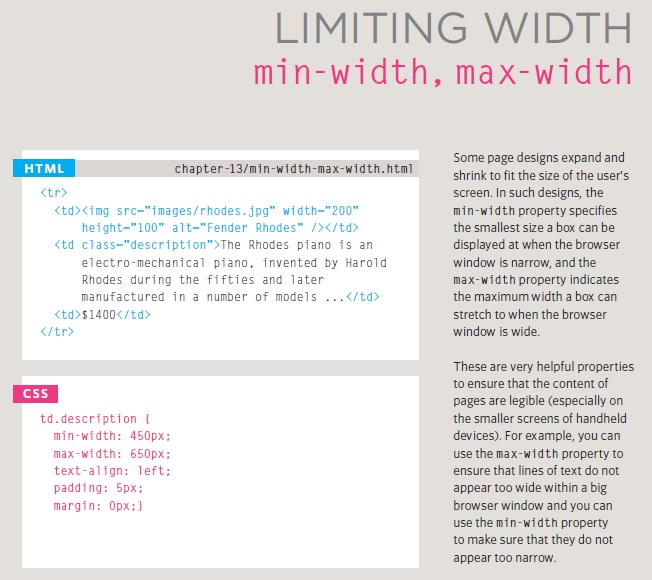 LIMITING WIDTH
min-width, max-width
HTML
chapter-13/min-width-max-width.html
<tr>
<td><img src="images/rhodes.jpg" width="200"
height="100" alt="Fender Rhodes" /></td>
<td class="description">The Rhodes piano is an
electro-mechanical piano, invented by Harold
Rhodes during the fifties and later
manufactured in a number of models ...</td>
<td>$1400</td>
</tr>
CSS
td.description {
min-width: 450px;
max-width: 650px;
text-align: left;
padding: 5px;
margin: 0px;}
Some page designs expand and
shrink to fit the size of the user's
screen. In such designs, the
min-width property specifies
the smallest size a box can be
displayed at when the browser
window is narrow, and the
max-width property indicates
the maximum width a box can
stretch to when the browser
window is wide.
These are very helpful properties
to ensure that the content of
pages are legible (especially on
the smaller screens of handheld
devices). For example, you can
use the max-width property to
ensure that lines of text do not
appear too wide within a big
browser window and you can
use the min-width property
to make sure that they do not
appear too narrow.